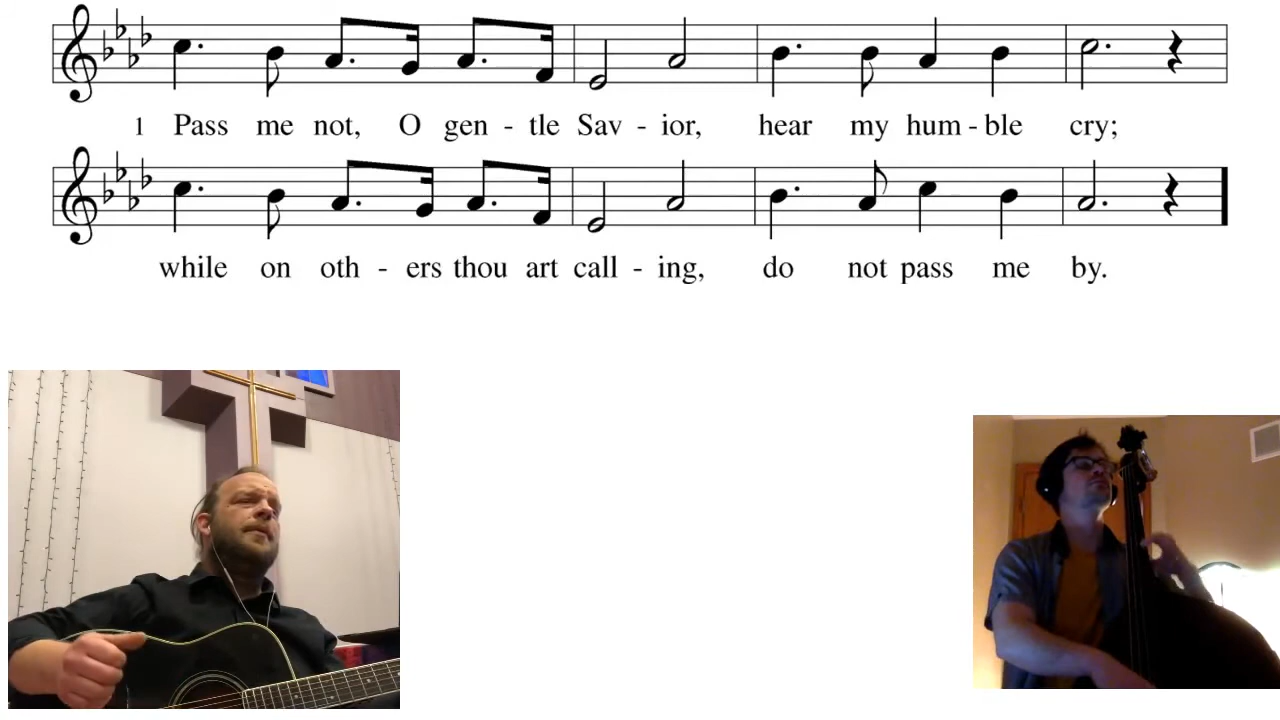 1 Pass me not, O gen - tle Sav - ior, hear my hum - ble cry;
while on oth - ers thou art call - ing, do not pass me by.